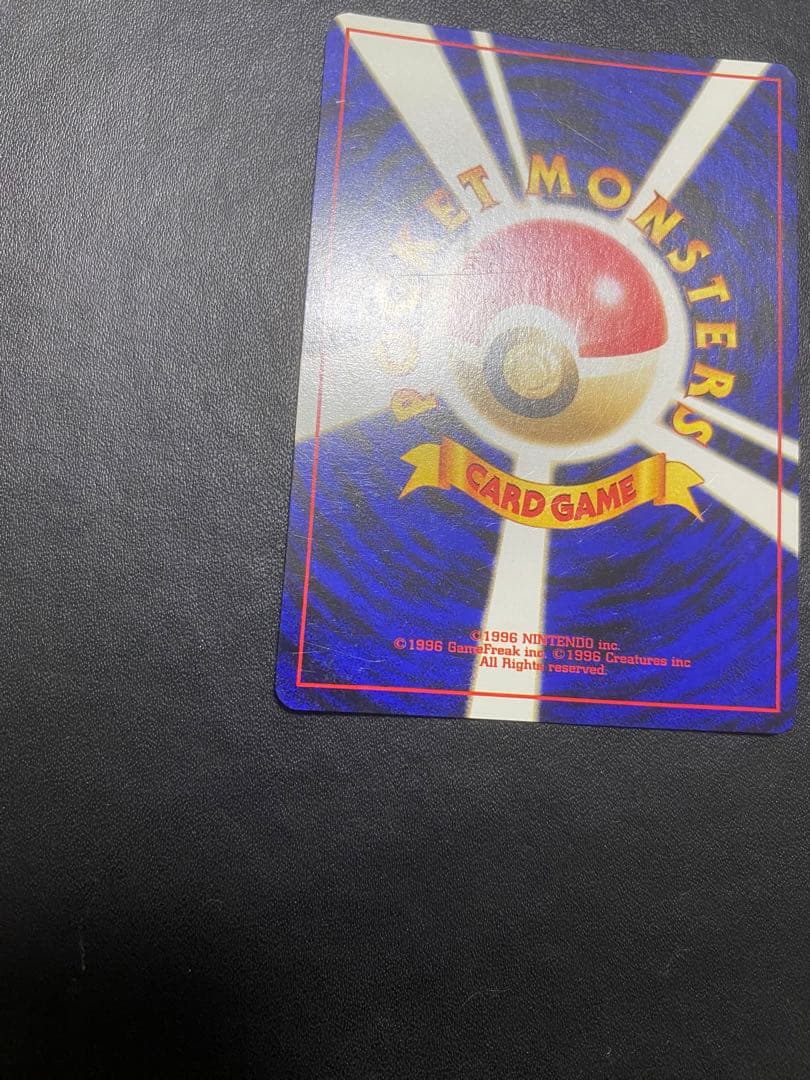 POCKET MONSTERS
CARD GAME
©1996 NINTENDO inc.
©1996 GameFreak inc. ©1996 Creatures inc
All Rights reserved.